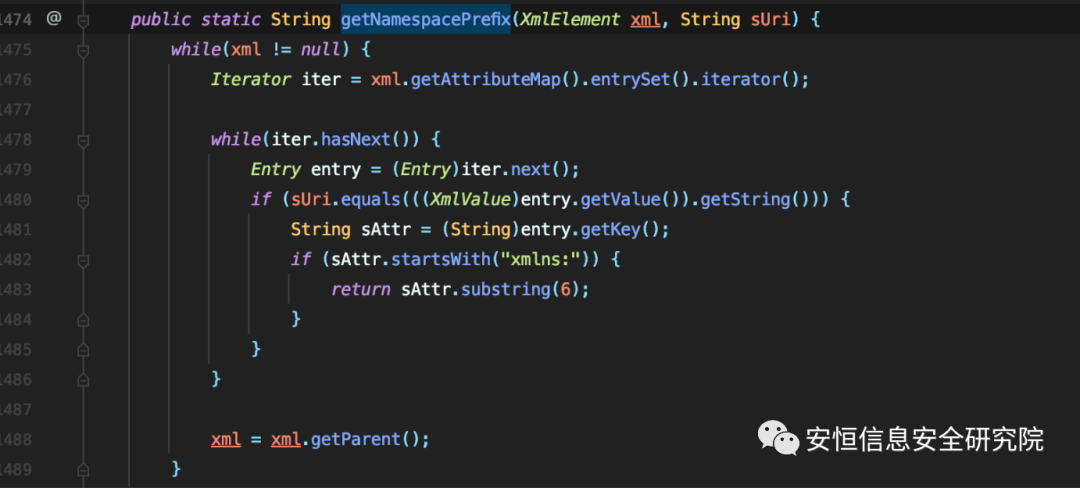 1474 @ public static String getNamespacePrefix(XmlElement xml, String sUri) {
1475 while(xml != null) {
1476 Iterator iter = xml.getAttributeMap().entrySet().iterator();
1477
1478 while(iter.hasNext()) {
1479 Entry entry = (Entry)iter.next();
1480 if (sUri.equals(((XmlValue)entry.getValue()).getString())) {
1481 String sAttr = (String)entry.getKey();
1482 if (sAttr.startsWith("xmlns:")) {
1483 return sAttr.substring(6);
1484 }
1485 }
1486 }
1487
1488 xml = xml.getParent();
1489 }
安恒信息安全研究院